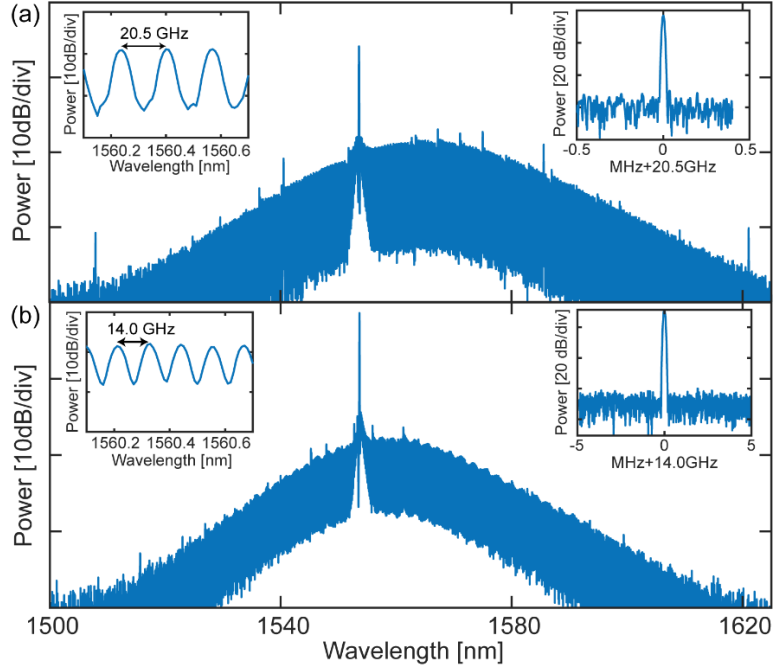 (a)
Power [10dB/div]
20.5 GHz
Power [10dB/div]
1560.2 1560.4 1560.6
Wavelength [nm]
Power [20 dB/div]
-0.5 0 0.5
MHz+20.5GHz
(b)
Power [10dB/div]
14.0 GHz
Power [10dB/div]
1560.2 1560.4 1560.6
Wavelength [nm]
Power [20 dB/div]
-5 0 5
MHz+14.0GHz
1500 1540 1580 1620
Wavelength [nm]